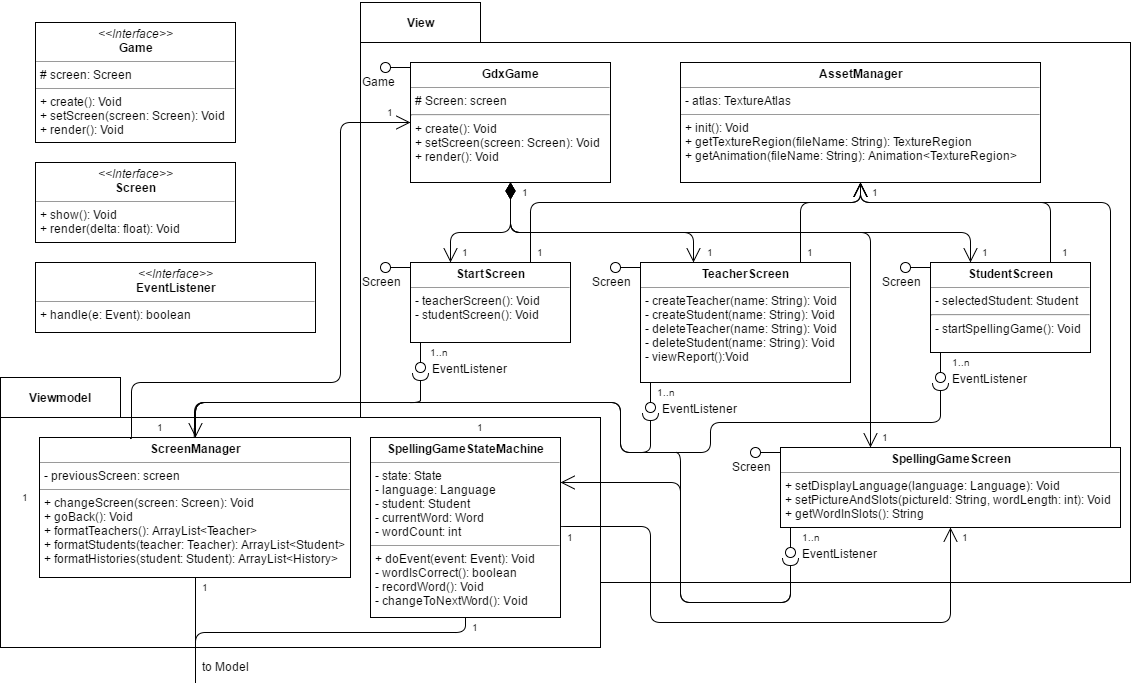 View
<<Interface>>
Game
# screen: Screen
+ create(): Void
+ setScreen(screen: Screen): Void
+ render(): Void
<<Interface>>
Screen
+ show(): Void
+ render(delta: float): Void
<<Interface>>
EventListener
+ handle(e: Event): boolean
Game
GdxGame
# Screen: screen
+ create(): Void
+ setScreen(screen: Screen): Void
+ render(): Void
1
1
AssetManager
- atlas: TextureAtlas
+ init(): Void
+ getTextureRegion(fileName: String): TextureRegion
+ getAnimation(fileName: String): Animation<TextureRegion>
1
1
1
1
1
1
1
Screen
StartScreen
- teacherScreen(): Void
- studentScreen(): Void
1..n
EventListener
Screen
TeacherScreen
- createTeacher(name: String): Void
- createStudent(name: String): Void
- deleteTeacher(name: String): Void
- deleteStudent(name: String): Void
- viewReport():Void
1..n
EventListener
Screen
StudentScreen
- selectedStudent: Student
- startSpellingGame(): Void
1..n
EventListener
1
Screen
SpellingGameScreen
+ setDisplayLanguage(language: Language): Void
+ setPictureAndSlots(pictureId: String, wordLength: int): Void
+ getWordInSlots(): String
1..n
EventListener
1
Viewmodel
1
1
1
ScreenManager
- previousScreen: screen
+ changeScreen(screen: Screen): Void
+ goBack(): Void
+ formatTeachers(): ArrayList<Teacher>
+ formatStudents(teacher: Teacher): ArrayList<Student>
+ formatHistories(student: Student): ArrayList<History>
1
SpellingGameStateMachine
- state: State
- language: Language
- student: Student
- currentWord: Word
- wordCount: int
+ doEvent(event: Event): Void
- wordIsCorrect(): boolean
- recordWord(): Void
- changeToNextWord(): Void
1
1
to Model